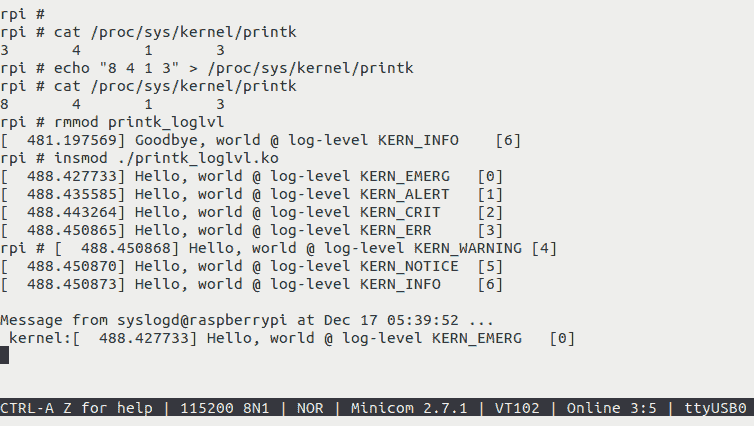 rpi #
rpi # cat /proc/sys/kernel/printk
3       4       1       3
rpi # echo "8 4 1 3" > /proc/sys/kernel/printk
rpi # cat /proc/sys/kernel/printk
8       4       1       3
rpi # rmmod printk_loglvl
[  481.197569] Goodbye, world @ log-level KERN_INFO    [6]
rpi # insmod ./printk_loglvl.ko
[  488.427733] Hello, world @ log-level KERN_EMERG   [0]
[  488.435585] Hello, world @ log-level KERN_ALERT   [1]
[  488.443264] Hello, world @ log-level KERN_CRIT    [2]
[  488.450865] Hello, world @ log-level KERN_ERR     [3]
rpi # [  488.450868] Hello, world @ log-level KERN_WARNING [4]
[  488.450870] Hello, world @ log-level KERN_NOTICE  [5]
[  488.450873] Hello, world @ log-level KERN_INFO    [6]
Message from syslogd@raspberrypi at Dec 17 05:39:52 ...
 kernel:[  488.427733] Hello, world @ log-level KERN_EMERG   [0]
CTRL-A Z for help | 115200 8N1 | NOR | Minicom 2.7.1 | VT102 | Online 3:5 | ttyUSB0